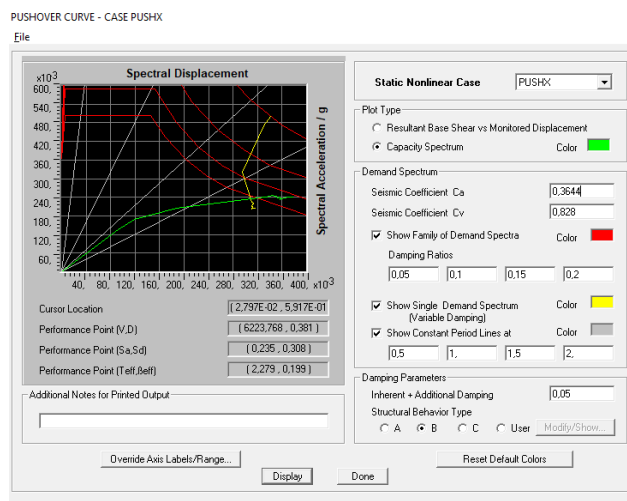 PUSHOVER CURVE - CASE PUSHX
File
Spectral Displacement
x10³
600,
540,
480,
420,
360,
300,
240,
180,
120,
60,
40, 80, 120, 160, 200, 240, 280, 320, 360, 400, x10³
Spectral Acceleration / g
Cursor Location
( 2,797E-02 , 5,917E-01
Performance Point (V,D)
( 6223,768 , 0,381 )
Performance Point (Sa,Sd)
( 0,235 , 0,308 )
Performance Point (Teff,βeff)
( 2,279 , 0,199 )
Additional Notes for Printed Output
Override Axis Labels/Range...
Static Nonlinear Case PUSHX
Plot Type
Resultant Base Shear vs Monitored Displacement
Capacity Spectrum Color
Demand Spectrum
Seismic Coefficient Ca 0,3644
Seismic Coefficient Cv 0,828
Show Family of Demand Spectra Color
Damping Ratios
0,05 0,1 0,15 0,2
Show Single Demand Spectrum Color
(Variable Damping)
Show Constant Period Lines at Color
0,5 1, 1,5 2,
Damping Parameters
Inherent + Additional Damping 0,05
Structural Behavior Type
A B C User Modify/Show...
Reset Default Colors
Display Done